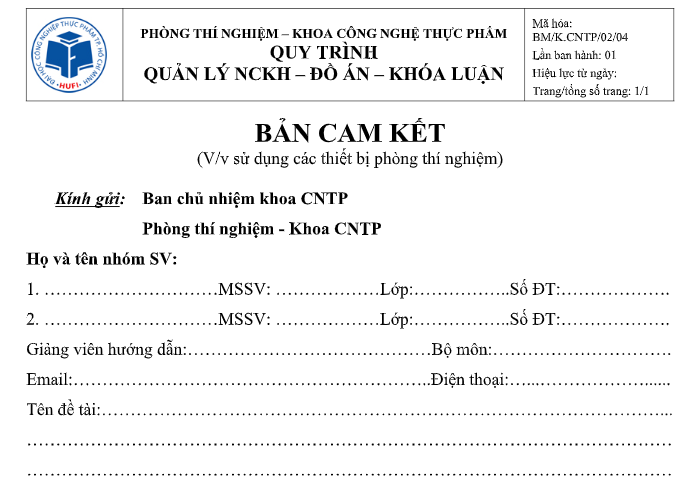 ĐẠI HỌC CÔNG NGHIỆP THỰC PHẨM TP. HỒ CHÍ MINH
HUFI
PHÒNG THÍ NGHIỆM – KHOA CÔNG NGHỆ THỰC PHẨM
QUY TRÌNH
QUẢN LÝ NCKH – ĐỒ ÁN – KHÓA LUẬN
Mã hóa:
BM/K.CNTP/02/04
Lần ban hành: 01
Hiệu lực từ ngày:
Trang/tổng số trang: 1/1
BẢN CAM KẾT
(V/v sử dụng các thiết bị phòng thí nghiệm)
Kính gửi: Ban chủ nhiệm khoa CNTP
Phòng thí nghiệm - Khoa CNTP
Họ và tên nhóm SV:
1. …………………………MSSV: ………………Lớp:……………..Số ĐT:……………….
2. …………………………MSSV: ………………Lớp:……………..Số ĐT:……………….
Giảng viên hướng dẫn:……………………………………Bộ môn:………………………….
Email:……………………………………………………..Điện thoại:…...………………......
Tên đề tài:……………………………………………………………………………………...
…………………………………………………………………………………………………
…………………………………………………………………………………………………